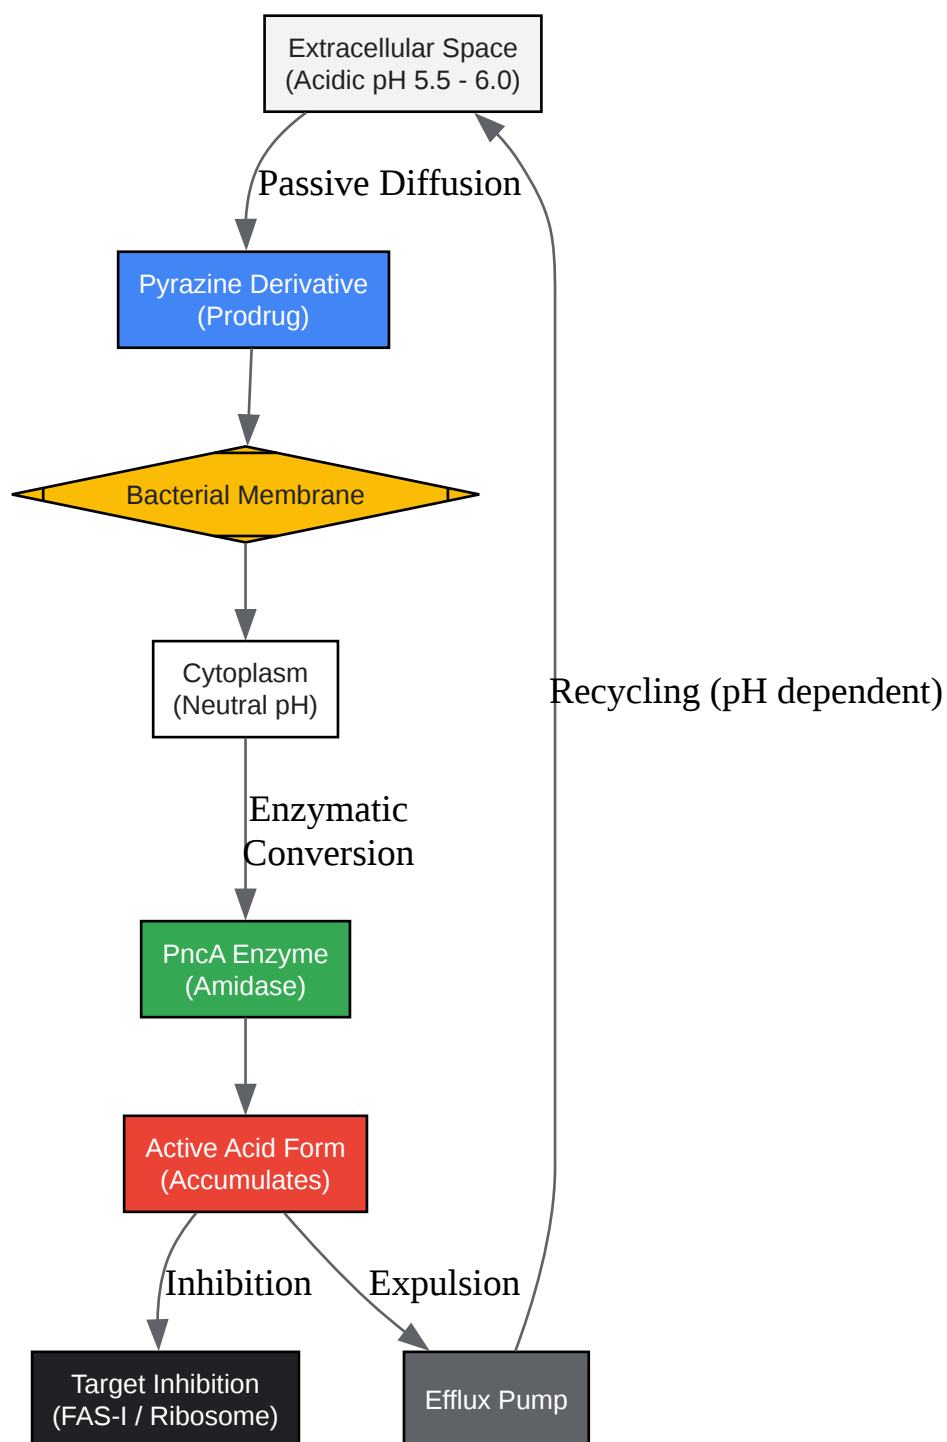 Extracellular Space
(Acidic pH 5.5 - 6.0)
Passive Diffusion
Pyrazine Derivative
(Prodrug)
Bacterial Membrane
Cytoplasm
(Neutral pH)
Recycling (pH dependent)
Enzymatic
Conversion
PncA Enzyme
(Amidase)
Active Acid Form
(Accumulates)
Inhibition
Expulsion
Target Inhibition
(FAS-I / Ribosome)
Efflux Pump